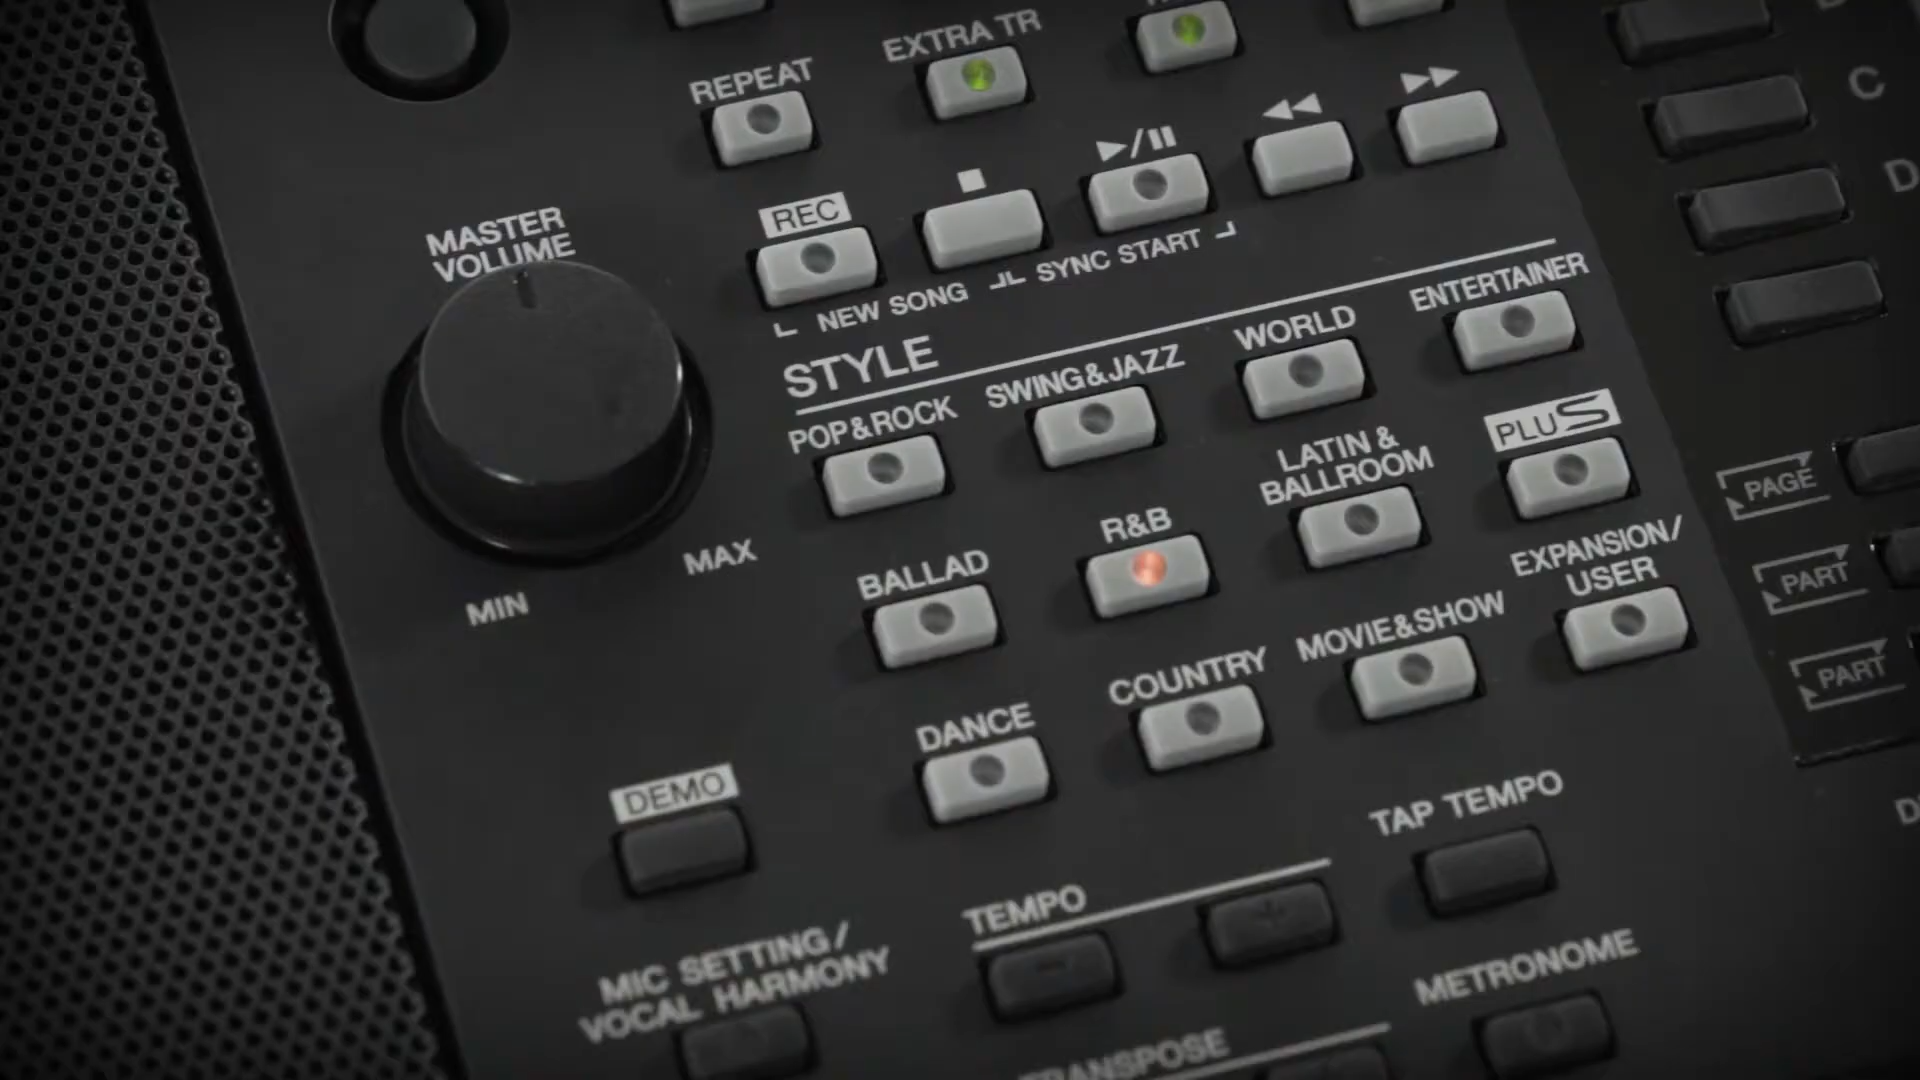 EXTRA TR
REPEAT
C
REC
D
MASTER
VOLUME
NEW SONG
SYNC START
STYLE
POP&ROCK
SWING&JAZZ
WORLD
ENTERTAINER
PLUS
LATIN &
BALLROOM
PAGE
MAX
MIN
BALLAD
R&B
EXPANSION/
USER
PART
DANCE
COUNTRY
MOVIE&SHOW
PART
DEMO
TAP TEMPO
TEMPO
MIC SETTING/
VOCAL HARMONY
METRONOME
TRANSPOSE